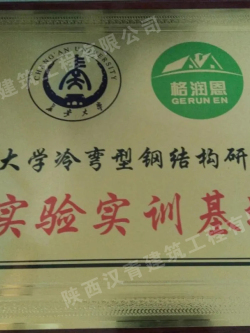 CHANG AN UNIVERSITY
长安大学
格润恩
GERUN EN
大学冷弯型钢结构研
实验实训基
建筑工程有限公司
陕西汉青建筑工程有